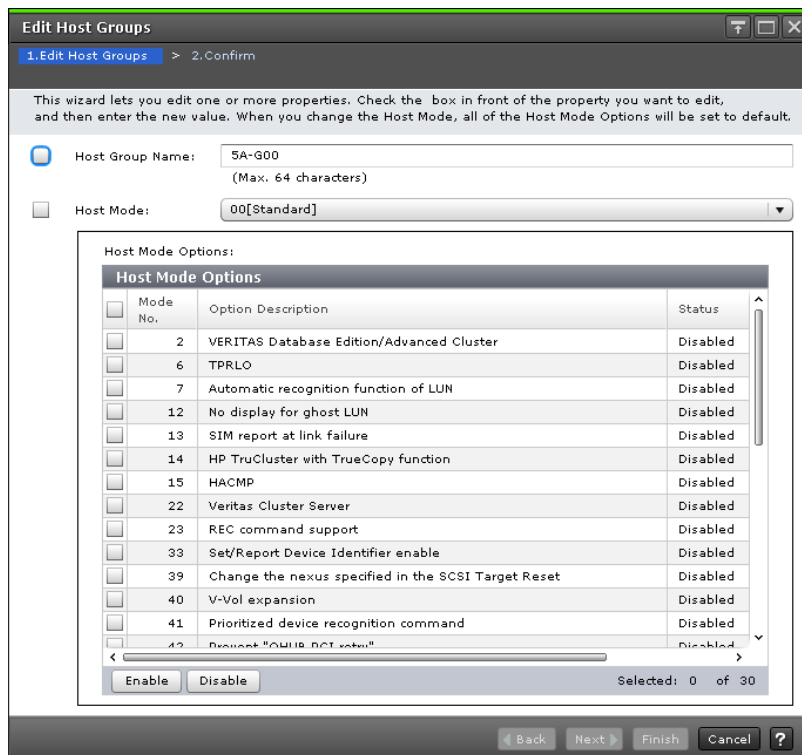 Edit Host Groups
1.Edit Host Groups > 2.Confirm
This wizard lets you edit one or more properties. Check the box in front of the property you want to edit,
and then enter the new value. When you change the Host Mode, all of the Host Mode Options will be set to default.
Host Group Name: 5A-G00
(Max. 64 characters)
Host Mode: 00[Standard]
Host Mode Options:
Host Mode Options
Mode No. Option Description Status
2 VERITAS Database Edition/Advanced Cluster Disabled
6 TPRLO Disabled
7 Automatic recognition function of LUN Disabled
12 No display for ghost LUN Disabled
13 SIM report at link failure Disabled
14 HP TruCluster with TrueCopy function Disabled
15 HACMP Disabled
22 Veritas Cluster Server Disabled
23 REC command support Disabled
33 Set/Report Device Identifier enable Disabled
39 Change the nexus specified in the SCSI Target Reset Disabled
40 V-Vol expansion Disabled
41 Prioritized device recognition command Disabled
42 Prevent "OHUB PCI retry" Disabled
Enable Disable Selected: 0 of 30
Back Next Finish Cancel ?